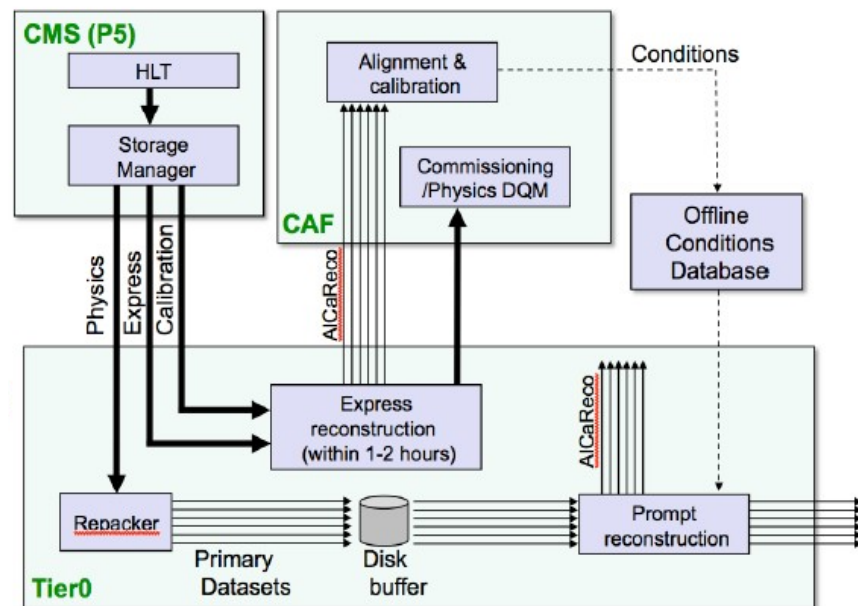 CMS (P5)
HLT
Storage
Manager
Physics
Express
Calibration
CAF
Alignment &
calibration
Commissioning
/Physics DQM
Conditions
Offline
Conditions
Database
AlCaReco
Express
reconstruction
(within 1-2 hours)
AlCaReco
Repacker
Primary
Datasets
Disk
buffer
Prompt
reconstruction
Tier0